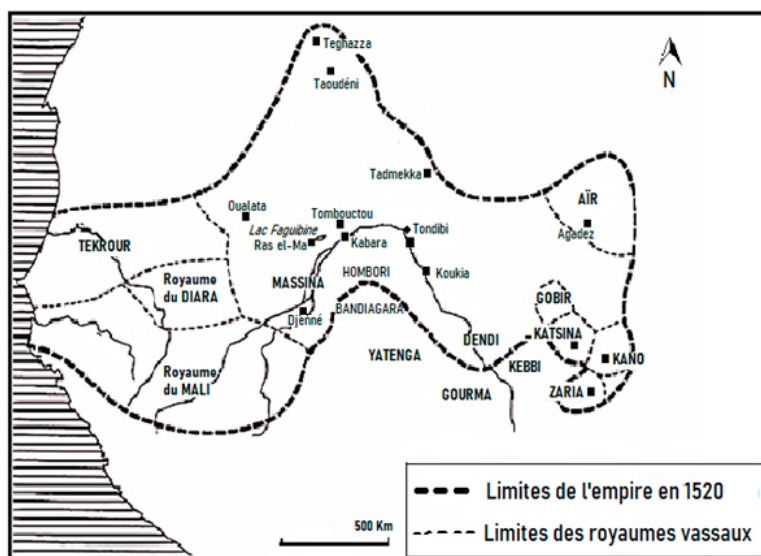 Teghazza
N
Taoudéni
Tadmekka
AÏR
Agadez
Oualata
Tombouctou
Lac Faguibine
Ras el-Ma
Kabara
Tondibi
TEKROUR
Royaume
du DIARA
MASSINA
HOMBORI
Koukia
GOBIR
Djenné
BANDIAGARA
DENDI
KATSINA
KANO
YATENGA
KEBBI
Royaume
du MALI
GOURMA
ZARIA
Limites de l'empire en 1520
500 Km
Limites des royaumes vassaux